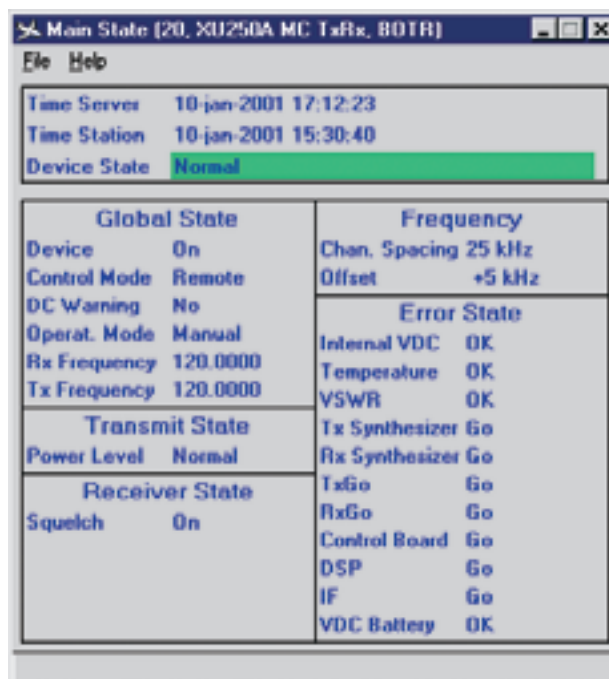 Main State (20, XU250A MC TxRx, BOTR)
File Help
Time Server 10-jan-2001 17:12:23
Time Station 10-jan-2001 15:30:40
Device State Normal
Global State
Device On
Control Mode Remote
DC Warning No
Operat. Mode Manual
Rx Frequency 120.0000
Tx Frequency 120.0000
Transmit State
Power Level Normal
Receiver State
Squelch On
Frequency
Chan. Spacing 25 kHz
Offset +5 kHz
Error State
Internal VDC OK
Temperature OK
VSWR OK
Tx Synthesizer Go
Rx Synthesizer Go
TxGo Go
RxGo Go
Control Board Go
DSP Go
IF Go
VDC Battery OK